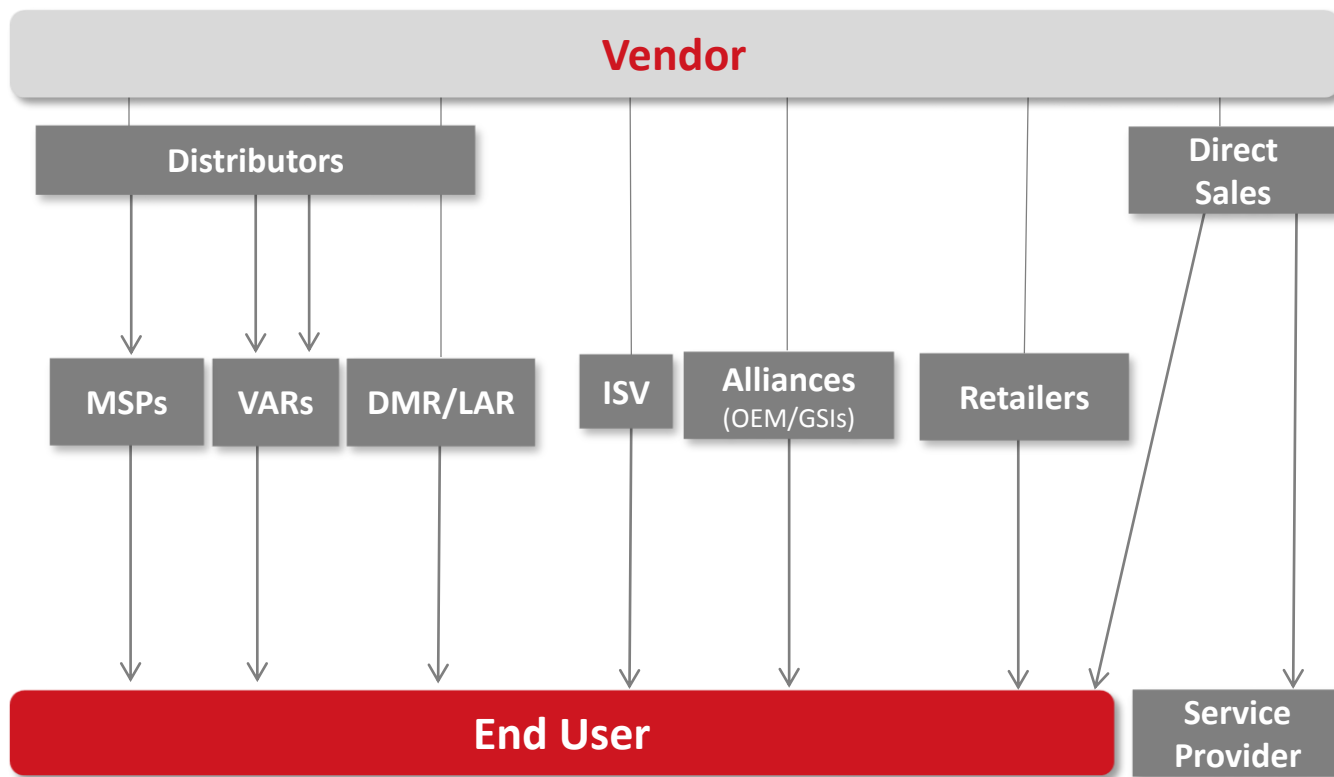 Vendor
Distributors
Direct
Sales
MSPs
VARs
DMR/LAR
ISV
Alliances
(OEM/GSIs)
Retailers
End User
Service
Provider